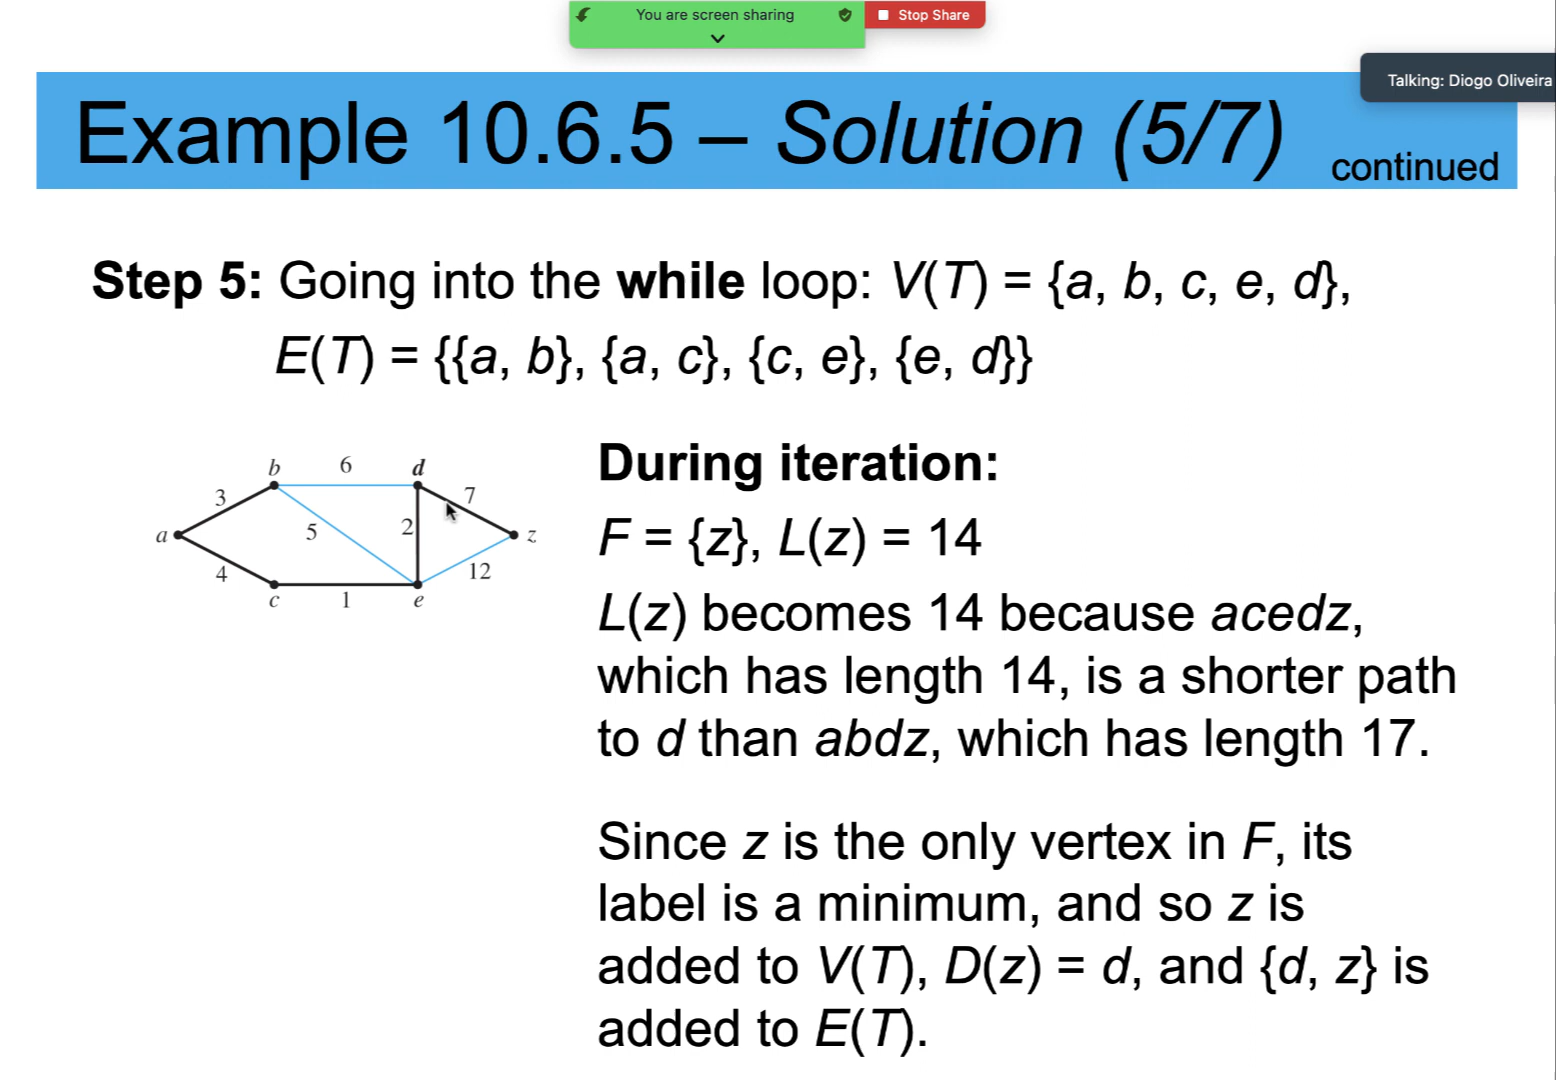 You are screen sharing
Stop Share
Talking: Diogo Oliveira
Example 10.6.5 – Solution (5/7) continued
Step 5: Going into the while loop: V(T) = {a, b, c, e, d},
E(T) = {{a, b}, {a, c}, {c, e}, {e, d}}
b 6 d
3 7
a 5 2 z
4 12
c 1 e
During iteration:
F = {z}, L(z) = 14
L(z) becomes 14 because acedz,
which has length 14, is a shorter path
to d than abdz, which has length 17.
Since z is the only vertex in F, its
label is a minimum, and so z is
added to V(T), D(z) = d, and {d, z} is
added to E(T).